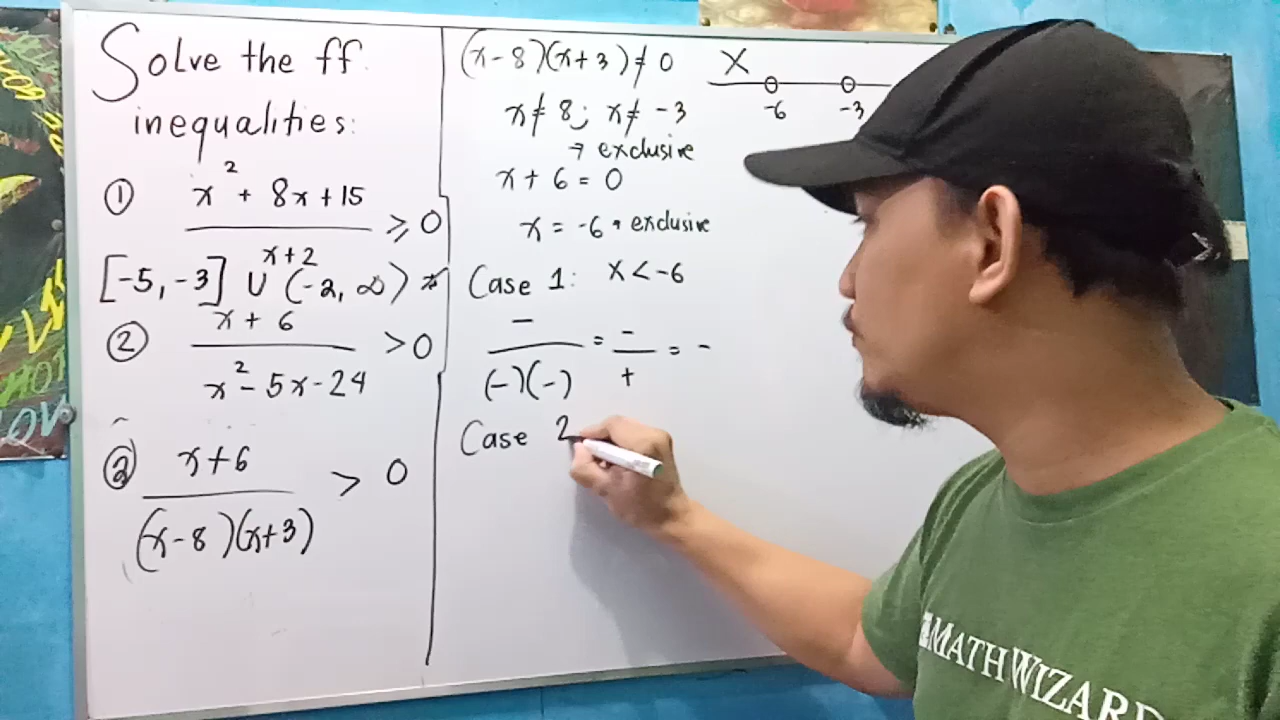 Solve the ff.
inequalities:
① x² + 8x + 15 / x + 2 ≥ 0
[-5, -3] ∪ (-2, ∞)
② x + 6 / x² - 5x - 24 > 0
② x + 6 / (x - 8)(x + 3) > 0
(x - 8)(x + 3) ≠ 0
x ≠ 8; x ≠ -3
→ exclusive
x + 6 = 0
x = -6 → exclusive
Case 1: x < -6
- / (-)(-) = - / + = -
Case 2
X
-6 -3
MATH WIZARD